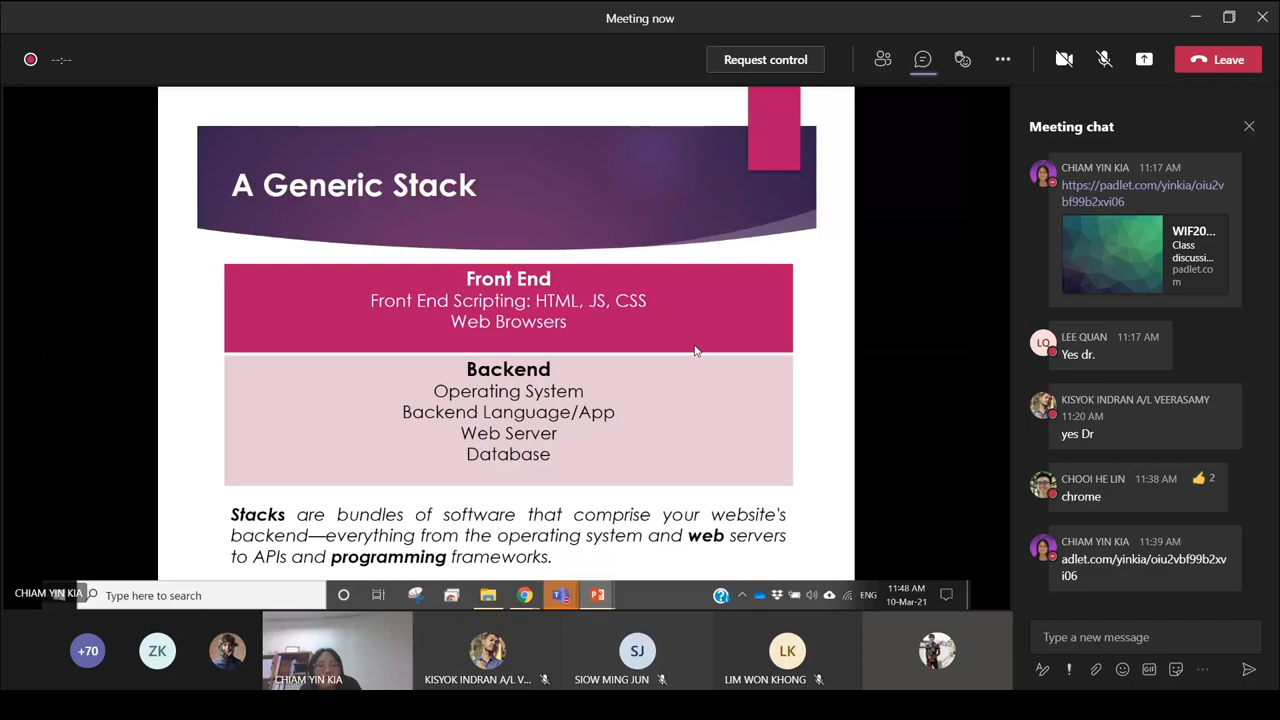 Meeting now
--:--
Request control
Leave
A Generic Stack
Front End
Front End Scripting: HTML, JS, CSS
Web Browsers
Backend
Operating System
Backend Language/App
Web Server
Database
Stacks are bundles of software that comprise your website's
backend—everything from the operating system and web servers
to APIs and programming frameworks.
CHIAM YIN KIA
Type here to search
ENG
11:48 AM
10-Mar-21
+70
ZK
CHIAM YIN KIA
KISYOK INDRAN A/L V...
SJ
SIOW MING JUN
LK
LIM WON KHONG
Meeting chat
CHIAM YIN KIA 11:17 AM
https://padlet.com/yinkia/oiu2v
bf99b2xvi06
WIF20...
Class
discussi...
padlet.co
m
LQ
LEE QUAN 11:17 AM
Yes dr.
KISYOK INDRAN A/L VEERASAMY
11:20 AM
yes Dr
CHOOI HE LIN 11:38 AM 2
chrome
CHIAM YIN KIA 11:39 AM
adlet.com/yinkia/oiu2vbf99b2xv
i06
Type a new message
GIF